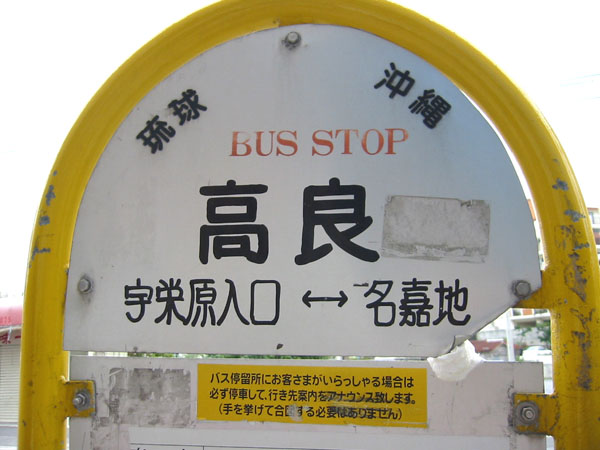 琉球 沖縄
BUS STOP
高良
宇栄原入口 ↔ 名嘉地
バス停留所にお客さまがいらっしゃる場合は
必ず停車して、行き先案内をアナウンス致します。
(手を挙げて合図する必要はありません)